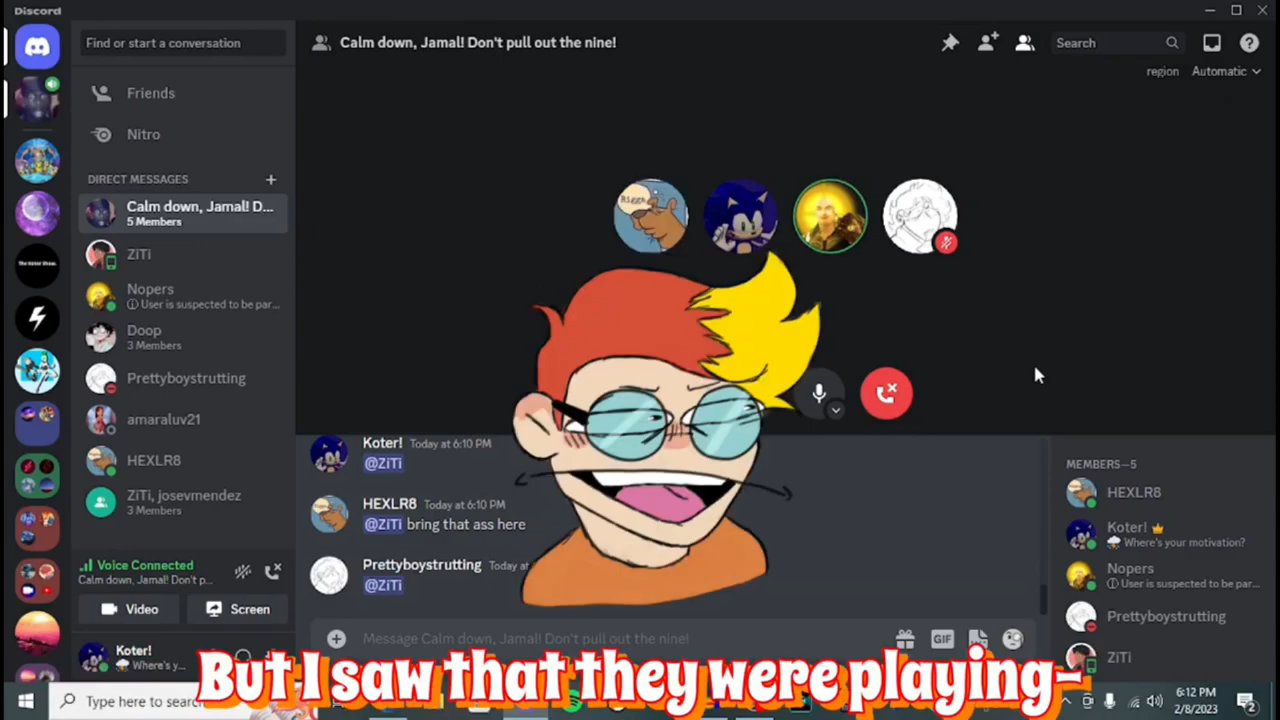 Discord
Find or start a conversation
Calm down, Jamal! Don't pull out the nine!
Search
region Automatic
Friends
Nitro
DIRECT MESSAGES
Calm down, Jamal! D...
5 Members
ZiTi
Nopers
User is suspected to be par...
Doop
3 Members
Prettyboystrutting
amaraluv21
HEXLR8
ZiTi, josevmendez
3 Members
Voice Connected
Calm down, Jamal! Don't p...
Video
Screen
Koter!
Where's y...
Koter! Today at 6:10 PM
@ZiTi
HEXLR8 Today at 6:10 PM
@ZiTi bring that ass here
Prettyboystrutting Today at
@ZiTi
Message Calm down, Jamal! Don't pull out the nine!
GIF
MEMBERS—5
HEXLR8
Koter!
Where's your motivation?
Nopers
User is suspected to be par...
Prettyboystrutting
ZiTi
But I saw that they were playing-
Type here to search
6:12 PM
2/8/2023
2